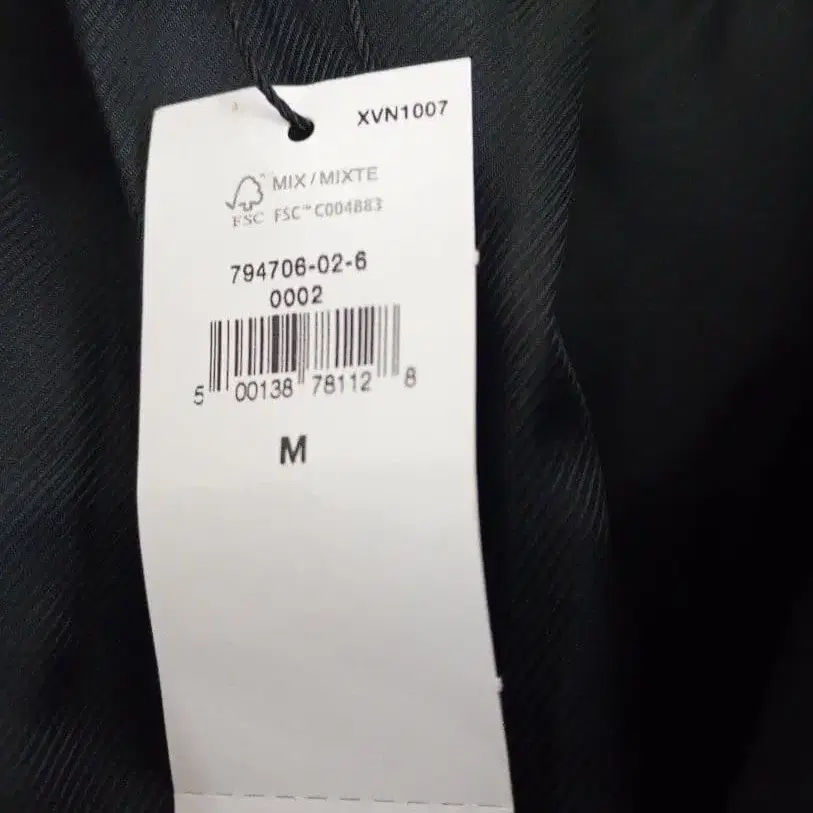 XVN1007
MIX / MIXTE
FSC FSC™ C004883
794706-02-6
0002
5 00138 78112 8
M